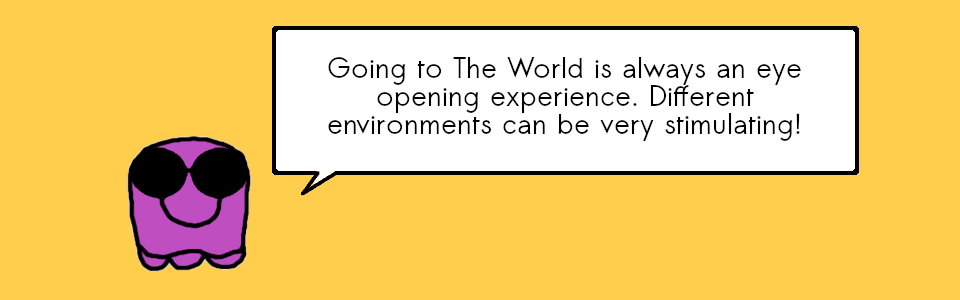 Going to The World is always an eye
opening experience. Different
environments can be very stimulating!